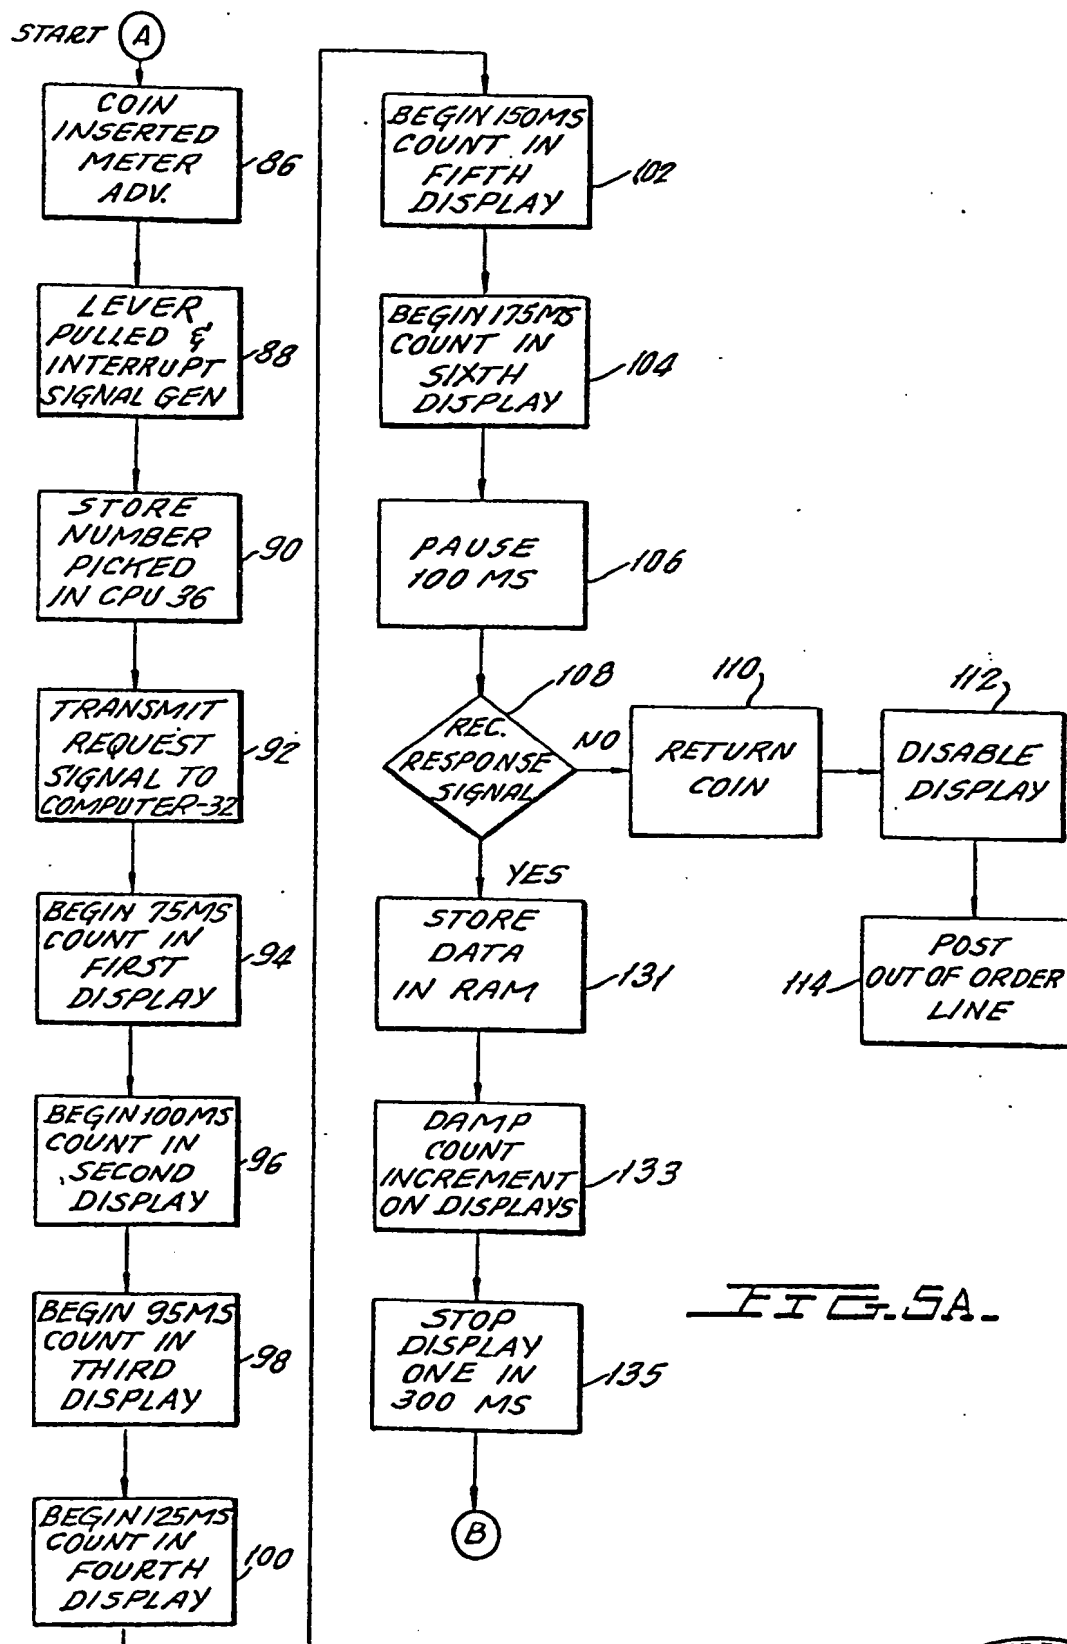 START A
COIN
INSERTED
METER
ADV.
86
LEVER
PULLED &
INTERRUPT
SIGNAL GEN
88
STORE
NUMBER
PICKED
IN CPU 36
90
TRANSMIT
REQUEST
SIGNAL TO
COMPUTER-32
92
BEGIN 75MS
COUNT IN
FIRST
DISPLAY
94
BEGIN 100MS
COUNT IN
SECOND
DISPLAY
96
BEGIN 95MS
COUNT IN
THIRD
DISPLAY
98
BEGIN 125MS
COUNT IN
FOURTH
DISPLAY
100
BEGIN 150MS
COUNT IN
FIFTH
DISPLAY
102
BEGIN 175MS
COUNT IN
SIXTH
DISPLAY
104
PAUSE
100 MS
106
REC.
RESPONSE
SIGNAL
108
NO
RETURN
COIN
110
DISABLE
DISPLAY
112
POST
OUT OF ORDER
LINE
114
YES
STORE
DATA
IN RAM
131
DAMP
COUNT
INCREMENT
ON DISPLAYS
133
STOP
DISPLAY
ONE IN
300 MS
135
B
FIG. 5A.